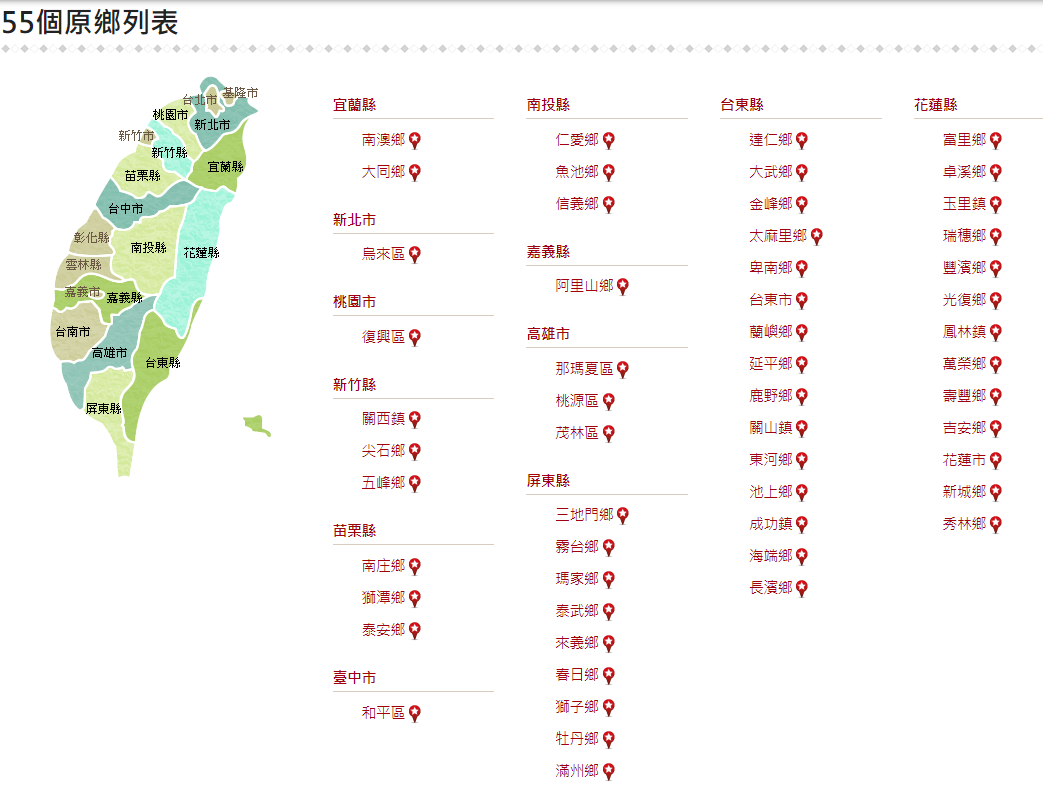 55個原鄉列表
台北市
基隆市
桃園市
新北市
新竹市
新竹縣
宜蘭縣
苗栗縣
台中市
彰化縣
南投縣
花蓮縣
雲林縣
嘉義市
嘉義縣
台南市
高雄市
台東縣
屏東縣
宜蘭縣
南澳鄉
大同鄉
新北市
烏來區
桃園市
復興區
新竹縣
關西鎮
尖石鄉
五峰鄉
苗栗縣
南庄鄉
獅潭鄉
泰安鄉
臺中市
和平區
南投縣
仁愛鄉
魚池鄉
信義鄉
嘉義縣
阿里山鄉
高雄市
那瑪夏區
桃源區
茂林區
屏東縣
三地門鄉
霧台鄉
瑪家鄉
泰武鄉
來義鄉
春日鄉
獅子鄉
牡丹鄉
滿州鄉
台東縣
達仁鄉
大武鄉
金峰鄉
太麻里鄉
卑南鄉
台東市
蘭嶼鄉
延平鄉
鹿野鄉
關山鎮
東河鄉
池上鄉
成功鎮
海端鄉
長濱鄉
花蓮縣
富里鄉
卓溪鄉
玉里鎮
瑞穗鄉
豐濱鄉
光復鄉
鳳林鎮
萬榮鄉
壽豐鄉
吉安鄉
花蓮市
新城鄉
秀林鄉